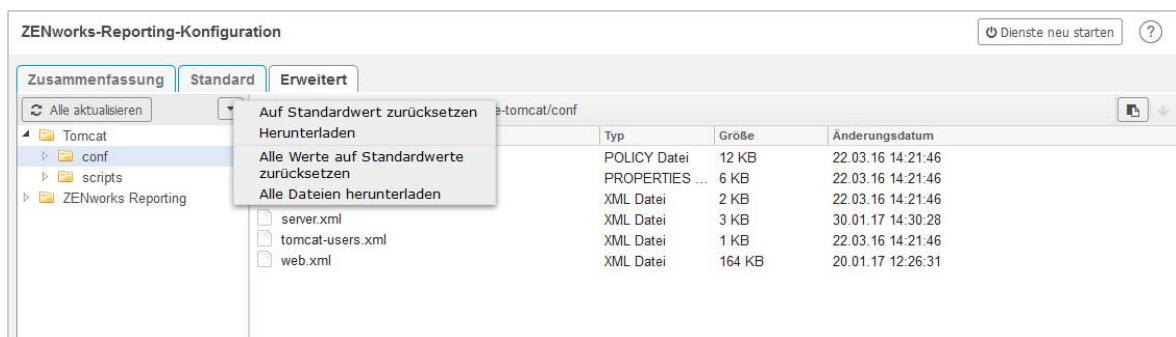 ZENworks-Reporting-Konfiguration
Dienste neu starten
?
Zusammenfassung Standard Erweitert
Alle aktualisieren
e-tomcat/conf
Auf Standardwert zurücksetzen
Herunterladen
Alle Werte auf Standardwerte
zurücksetzen
Alle Dateien herunterladen
Tomcat
conf
scripts
ZENworks Reporting
Typ Größe Änderungsdatum
POLICY Datei 12 KB 22.03.16 14:21:46
PROPERTIES ... 6 KB 22.03.16 14:21:46
XML Datei 2 KB 22.03.16 14:21:46
server.xml XML Datei 3 KB 30.01.17 14:30:28
tomcat-users.xml XML Datei 1 KB 22.03.16 14:21:46
web.xml XML Datei 164 KB 20.01.17 12:26:31